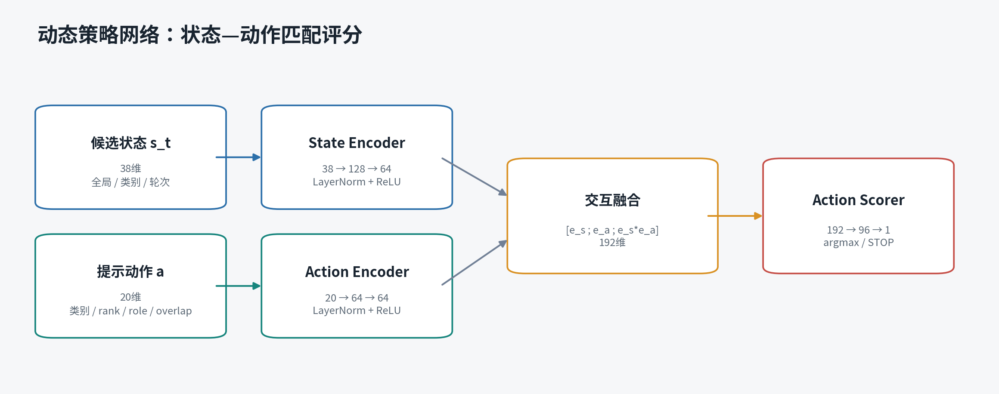 动态策略网络：状态—动作匹配评分
候选状态 s_t
38维
全局 / 类别 / 轮次
State Encoder
38 → 128 → 64
LayerNorm + ReLU
提示动作 a
20维
类别 / rank / role / overlap
Action Encoder
20 → 64 → 64
LayerNorm + ReLU
交互融合
[e_s ; e_a ; e_s*e_a]
192维
Action Scorer
192 → 96 → 1
argmax / STOP